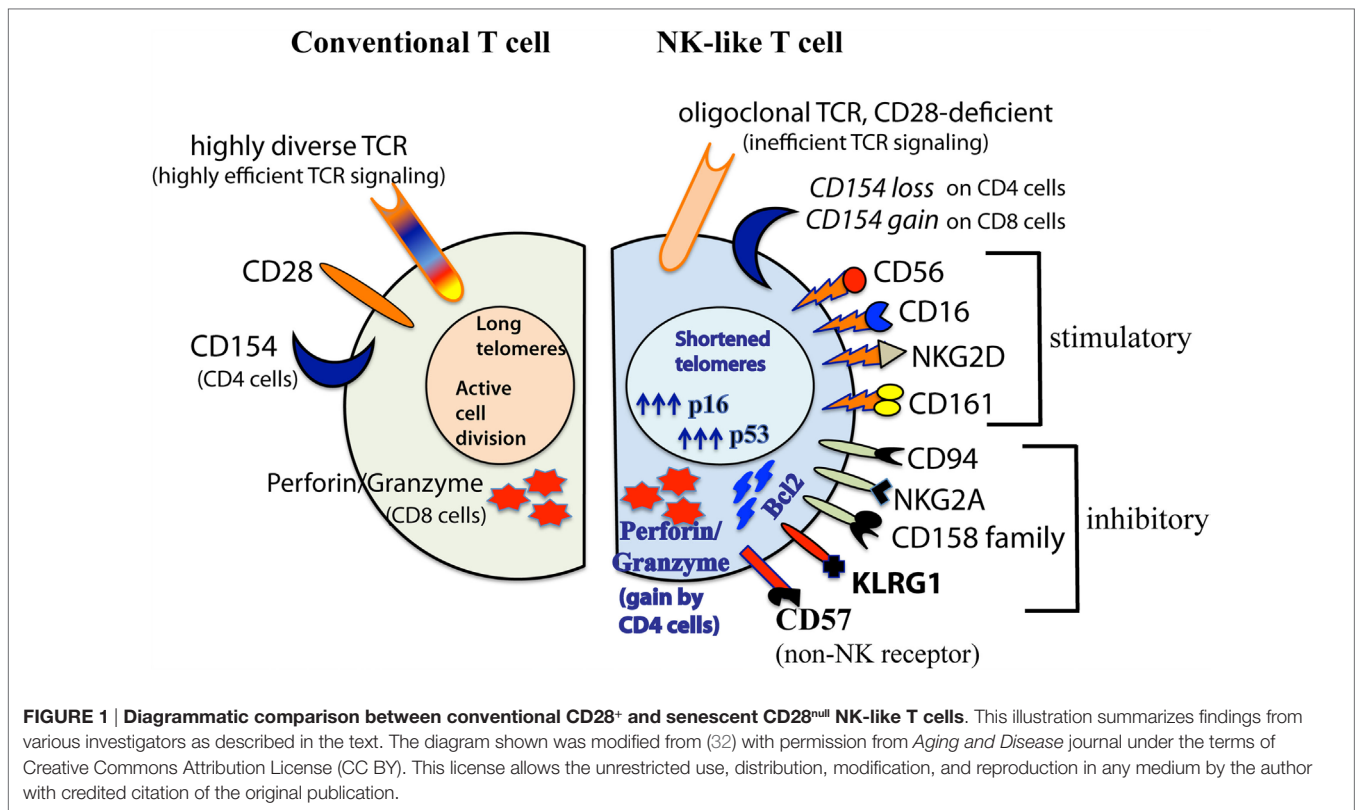 Conventional T cell
NK-like T cell
highly diverse TCR
(highly efficient TCR signaling)
CD28
CD154
(CD4 cells)
Long
telomeres
Active
cell
division
Perforin/Granzyme
(CD8 cells)
oligoclonal TCR, CD28-deficient
(inefficient TCR signaling)
CD154 loss on CD4 cells
CD154 gain on CD8 cells
CD56
CD16
NKG2D
CD161
stimulatory
Shortened
telomeres
↑↑↑ p16
↑↑↑ p53
Bcl2
Perforin/
Granzyme
(gain by
CD4 cells)
CD94
NKG2A
CD158 family
KLRG1
inhibitory
CD57
(non-NK receptor)
FIGURE 1 | Diagrammatic comparison between conventional CD28⁺ and senescent CD28ⁿᵘˡˡ NK-like T cells. This illustration summarizes findings from
various investigators as described in the text. The diagram shown was modified from (32) with permission from Aging and Disease journal under the terms of
Creative Commons Attribution License (CC BY). This license allows the unrestricted use, distribution, modification, and reproduction in any medium by the author
with credited citation of the original publication.